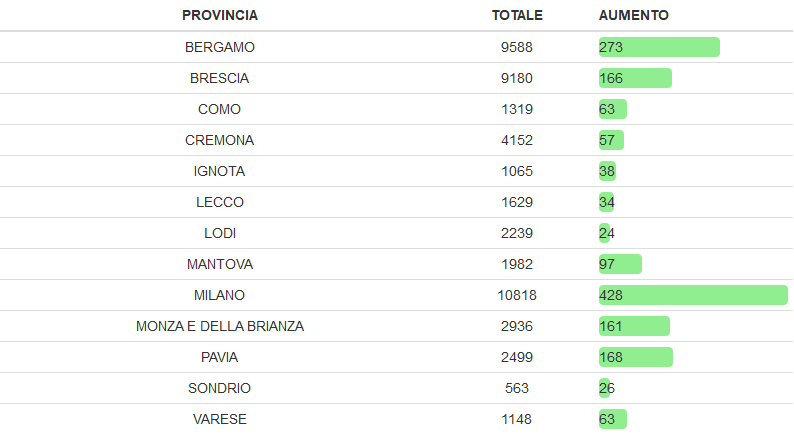 PROVINCIA TOTALE AUMENTO
BERGAMO 9588 273
BRESCIA 9180 166
COMO 1319 63
CREMONA 4152 57
IGNOTA 1065 38
LECCO 1629 34
LODI 2239 24
MANTOVA 1982 97
MILANO 10818 428
MONZA E DELLA BRIANZA 2936 161
PAVIA 2499 168
SONDRIO 563 26
VARESE 1148 63